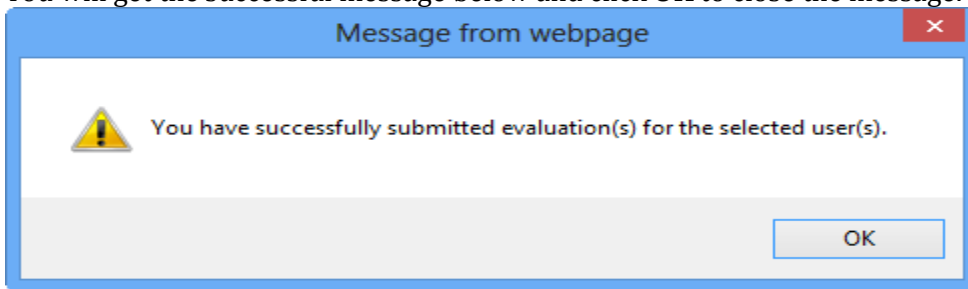 You will get the successful message below and click OK to close the message.
Message from webpage
You have successfully submitted evaluation(s) for the selected user(s).
OK